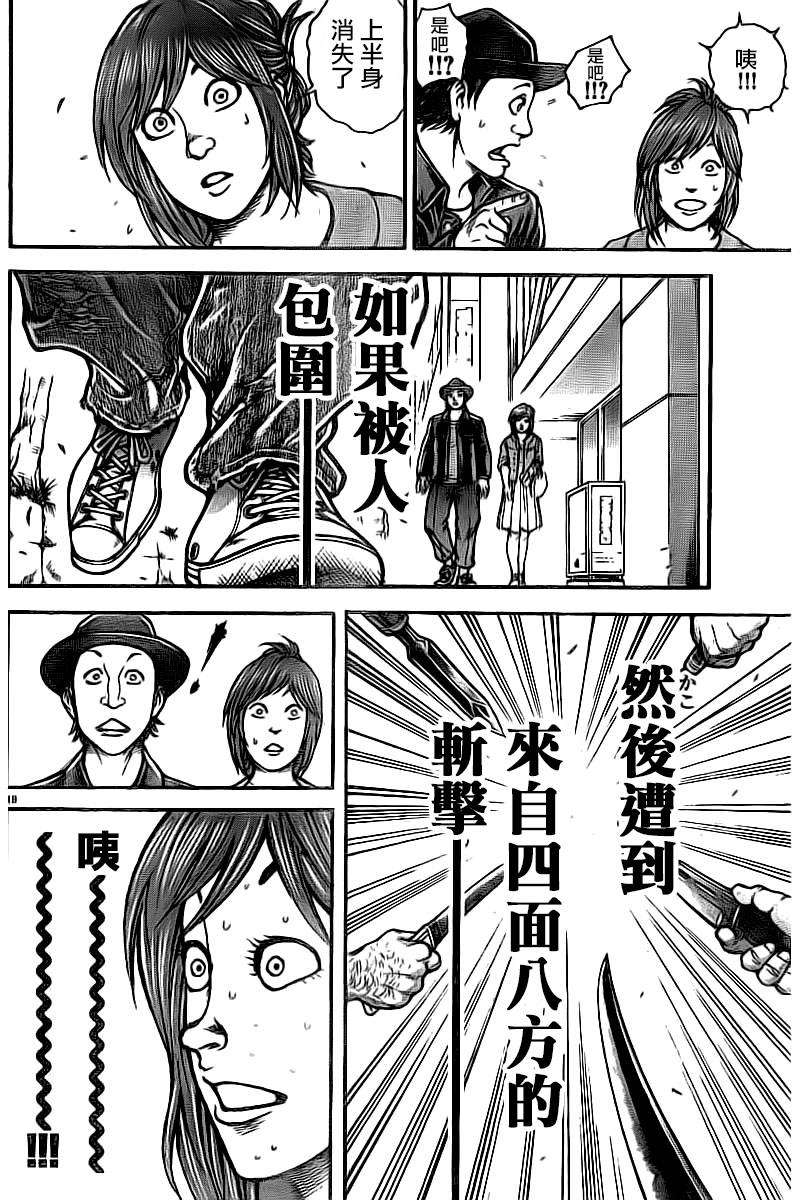 咦
!!!
是吧
!!?
是吧
!!?
上半身
消失了
如果被人
包圍──
然後遭到
かこ
來自四面八方的
斬擊──
咦～～
～～!!!